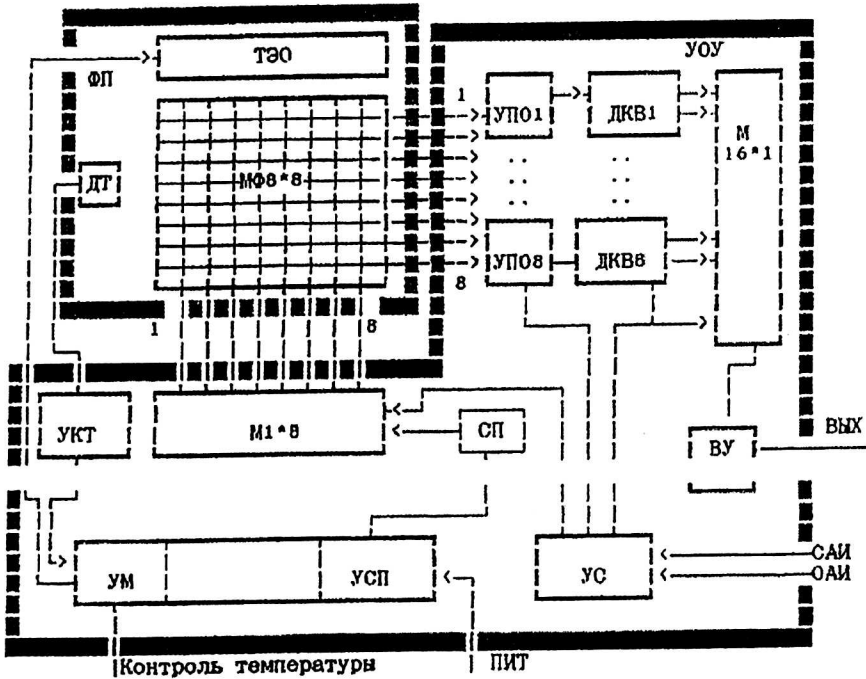 ТЭО
ФП
МФ8*8
ДТ
1
8
УОУ
1
УПО1
ДКВ1
М
16*1
УПО8
ДКВ8
8
УКТ
М1*8
СП
ВУ
ВЫХ
УМ
УСП
УС
САИ
ОАИ
Контроль температуры
ПИТ